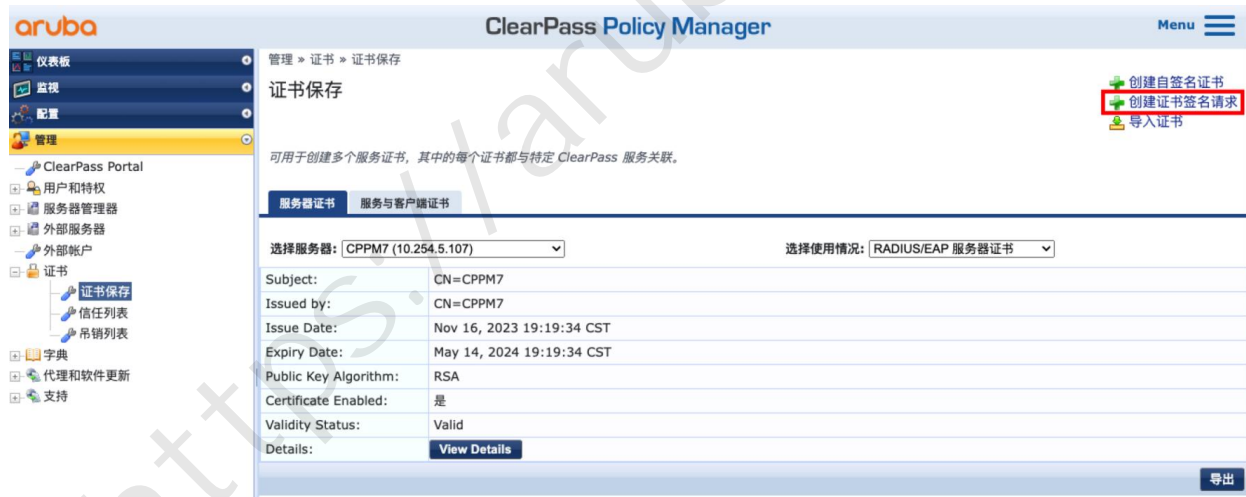 aruba
ClearPass Policy Manager
Menu
仪表板
监视
配置
管理
ClearPass Portal
用户和特权
服务器管理器
外部服务器
外部帐户
证书
证书保存
信任列表
吊销列表
字典
代理和软件更新
支持
管理 » 证书 » 证书保存
证书保存
创建自签名证书
创建证书签名请求
导入证书
可用于创建多个服务证书，其中的每个证书都与特定 ClearPass 服务关联。
服务器证书 服务与客户端证书
选择服务器: CPPM7 (10.254.5.107) 选择使用情况: RADIUS/EAP 服务器证书
Subject: CN=CPPM7
Issued by: CN=CPPM7
Issue Date: Nov 16, 2023 19:19:34 CST
Expiry Date: May 14, 2024 19:19:34 CST
Public Key Algorithm: RSA
Certificate Enabled: 是
Validity Status: Valid
Details: View Details
导出
https://arub